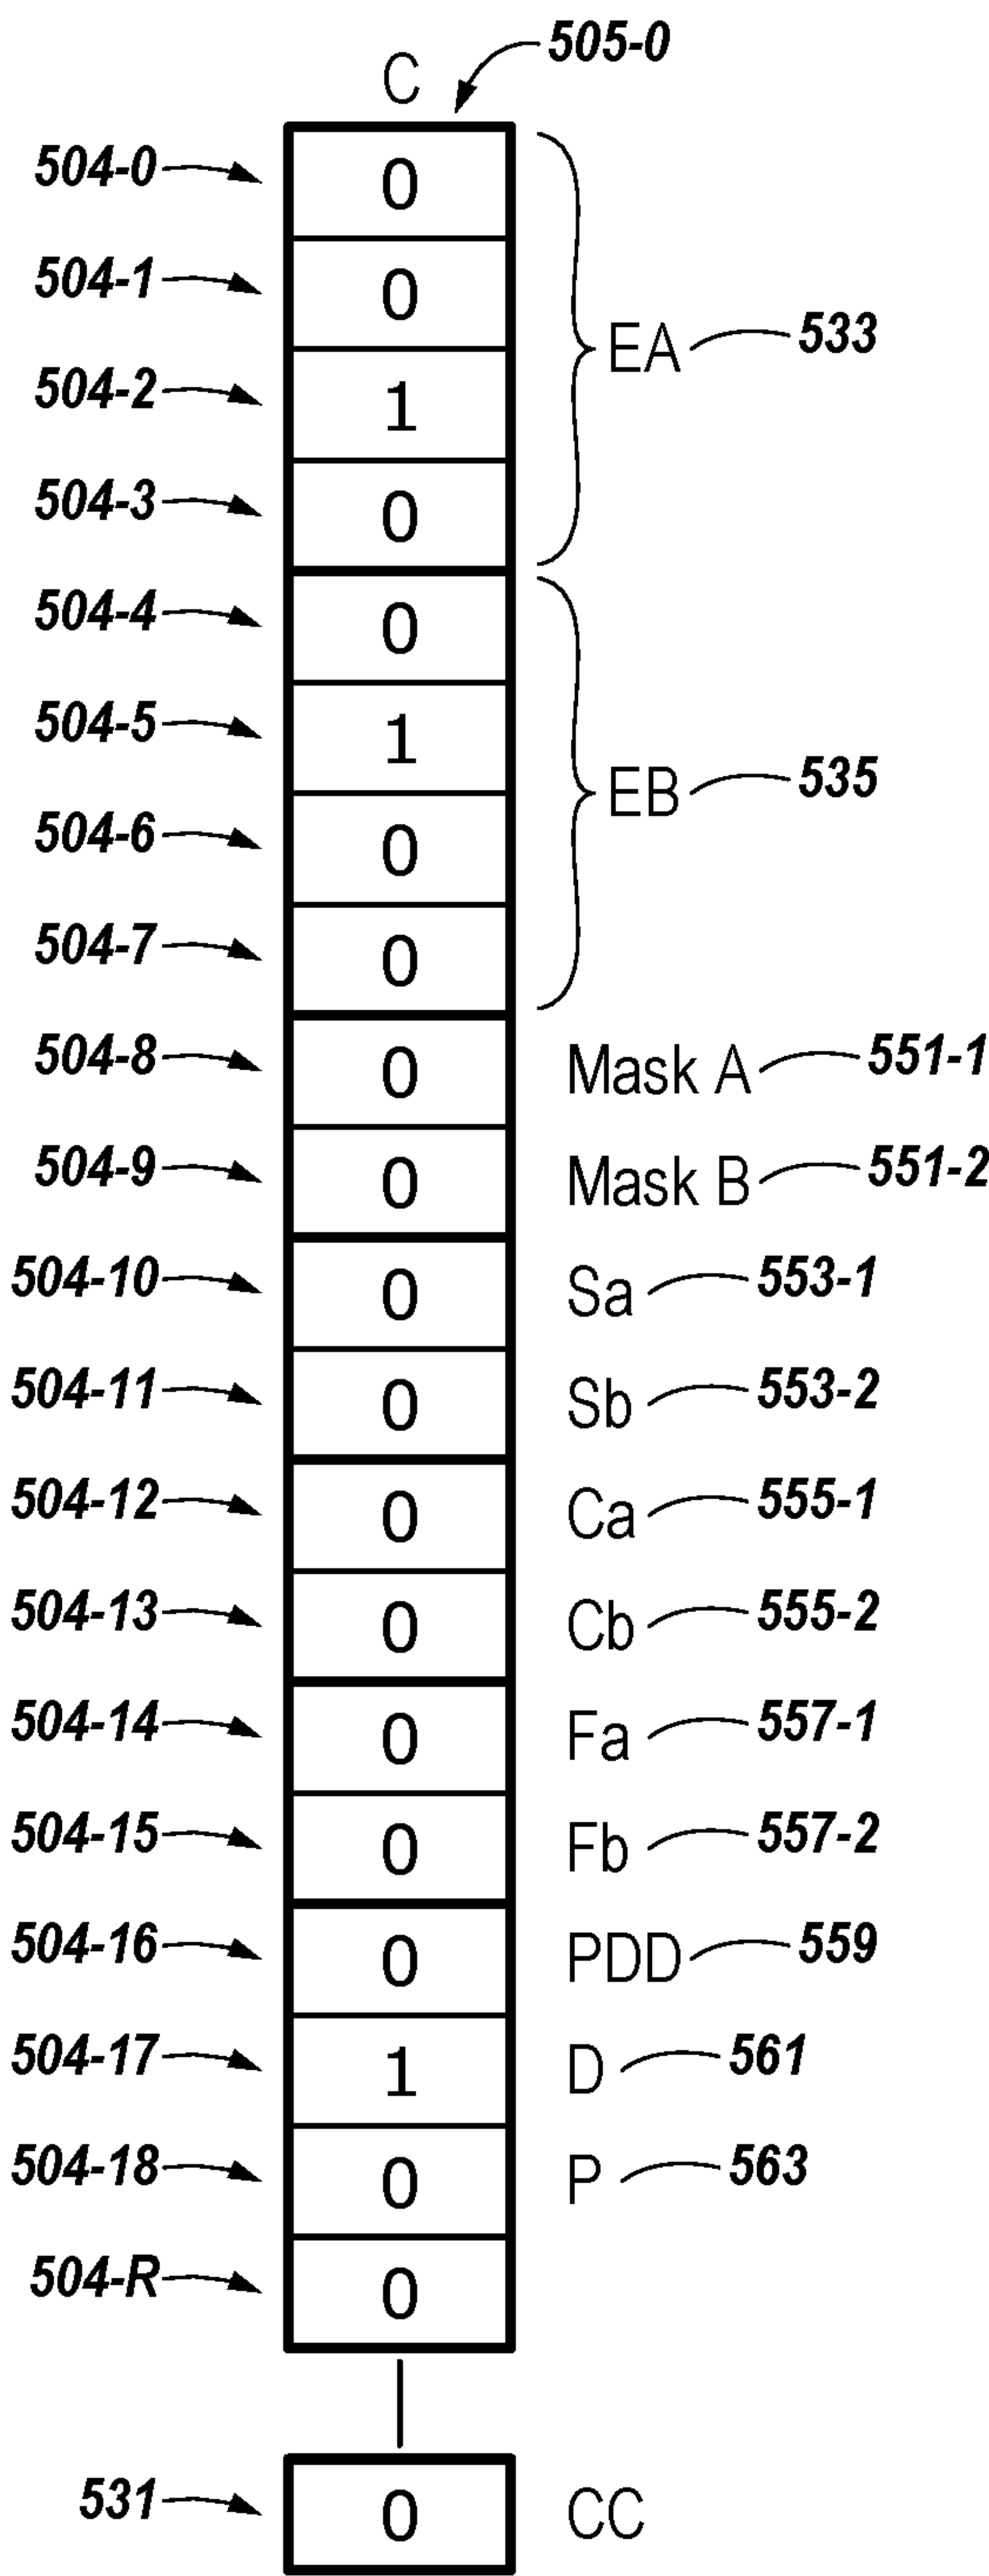 C 505-0
504-0 0
504-1 0
504-2 1 EA 533
504-3 0
504-4 0
504-5 1
EB 535
504-6 0
504-7 0
504-8 0 Mask A 551-1
504-9 0 Mask B 551-2
504-10 0 Sa 553-1
504-11 0 Sb 553-2
504-12 0 Ca 555-1
504-13 0 Cb 555-2
504-14 0 Fa 557-1
504-15 0 Fb 557-2
504-16 0 PDD 559
504-17 1 D 561
504-18 0 P 563
504-R 0
531 0 CC